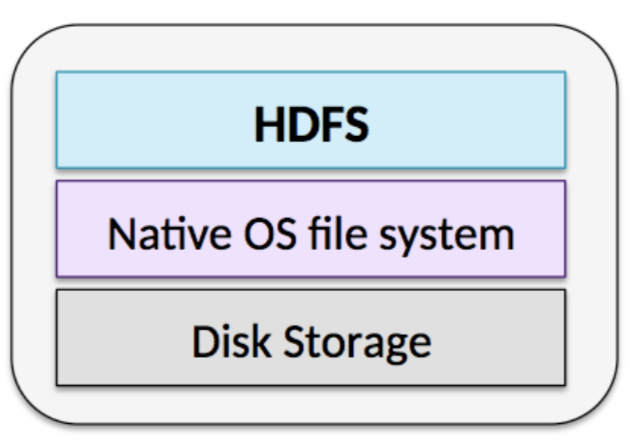 HDFS
Native OS file system
Disk Storage